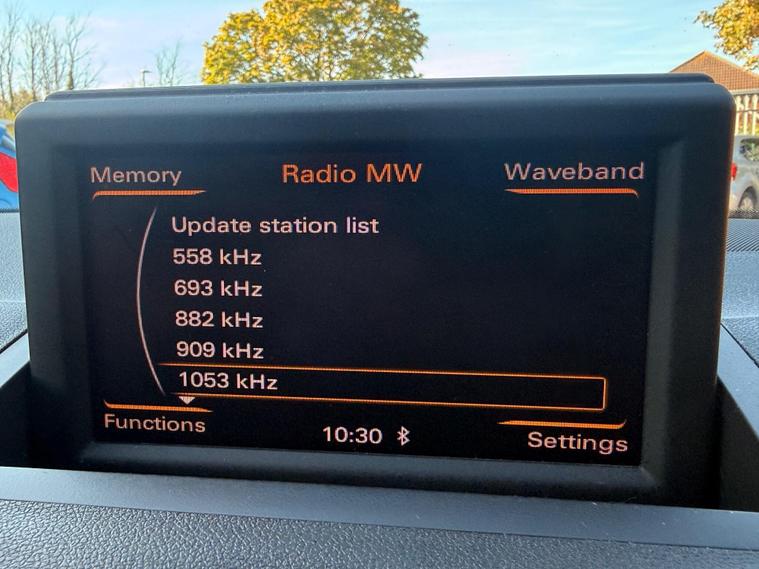 Memory
Radio MW
Waveband
Update station list
558 kHz
693 kHz
882 kHz
909 kHz
1053 kHz
Functions
10:30
Settings